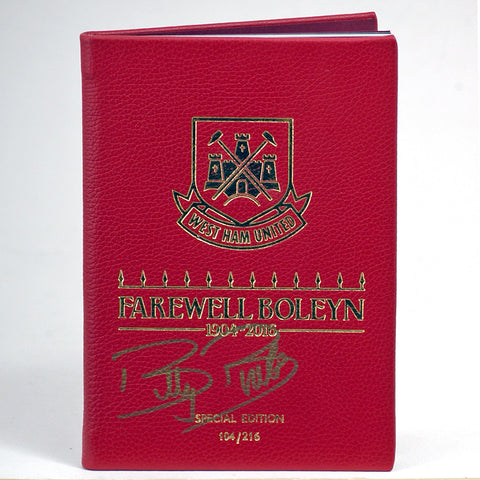 WEST HAM UNITED
FAREWELL BOLEYN
1904-2016
SPECIAL EDITION
104/216